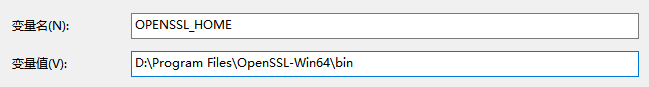 变量名(N): OPENSSL_HOME
变量值(V): D:\Program Files\OpenSSL-Win64\bin